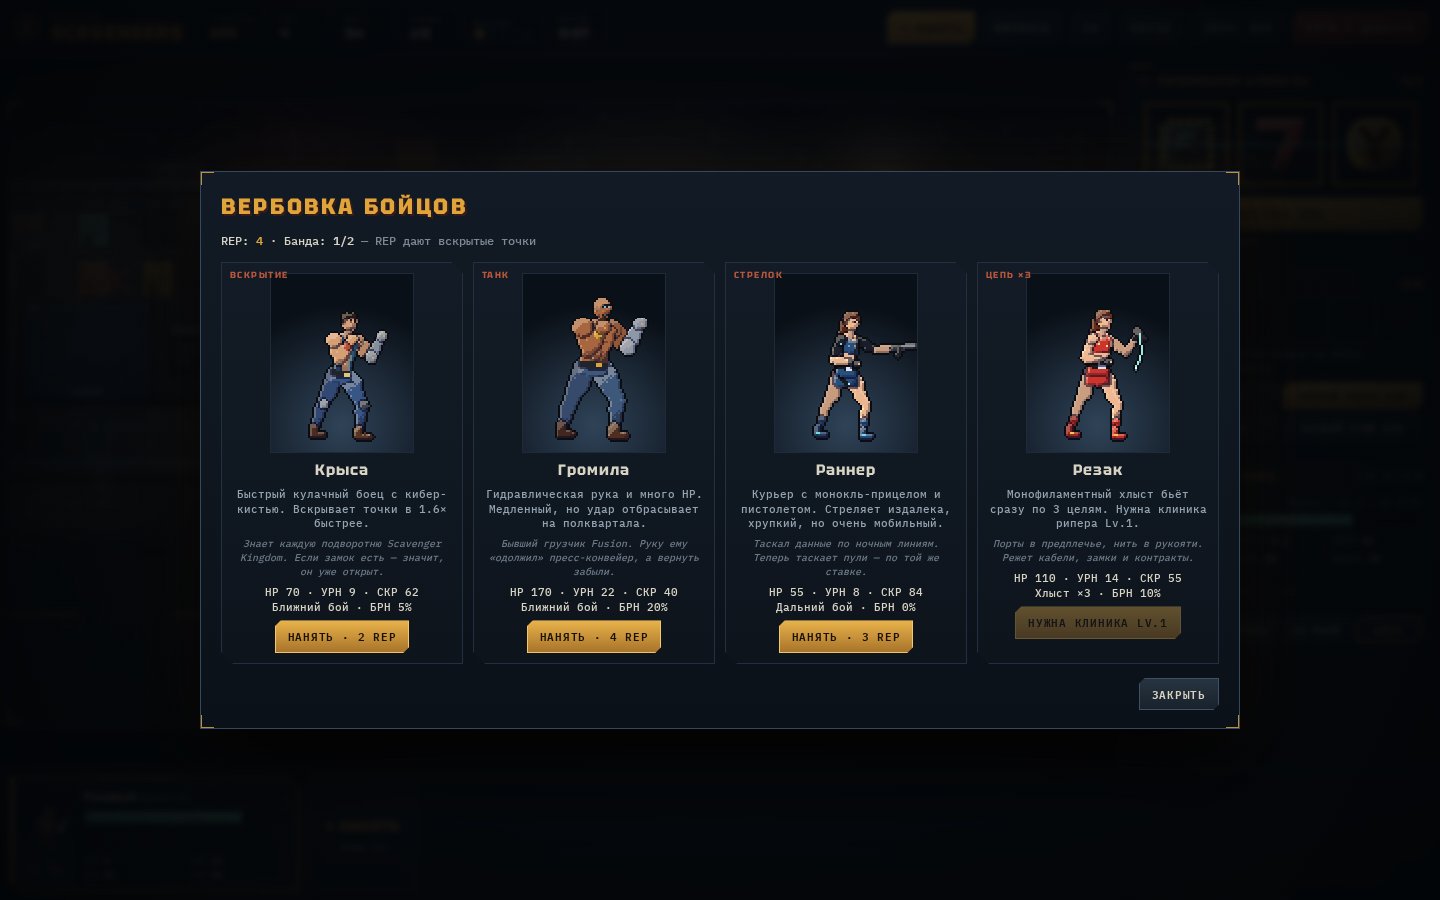 ВЕРБОВКА БОЙЦОВ
REP: 4 · Банда: 1/2 — REP дают вскрытые точки
ВСКРЫТИЕ
Крыса
Быстрый кулачный боец с кибер-
кистью. Вскрывает точки в 1.6×
быстрее.
Знает каждую подворотню Scavenger
Kingdom. Если замок есть — значит,
он уже открыт.
HP 70 · УРН 9 · СКР 62
Ближний бой · БРН 5%
НАНЯТЬ · 2 REP
ТАНК
Громила
Гидравлическая рука и много HP.
Медленный, но удар отбрасывает
на полквартала.
Бывший грузчик Fusion. Руку ему
«одолжил» пресс-конвейер, а вернуть
забыли.
HP 170 · УРН 22 · СКР 40
Ближний бой · БРН 20%
НАНЯТЬ · 4 REP
СТРЕЛОК
Раннер
Курьер с монокль-прицелом и
пистолетом. Стреляет издалека,
хрупкий, но очень мобильный.
Таскал данные по ночным линиям.
Теперь таскает пули — по той же
ставке.
HP 55 · УРН 8 · СКР 84
Дальний бой · БРН 0%
НАНЯТЬ · 3 REP
ЦЕПЬ ×3
Резак
Монофиламентный хлыст бьёт
сразу по 3 целям. Нужна клиника
рипера Lv.1.
Порты в предплечье, нить в рукояти.
Режет кабели, замки и контракты.
HP 110 · УРН 14 · СКР 55
Хлыст ×3 · БРН 10%
НУЖНА КЛИНИКА LV.1
ЗАКРЫТЬ